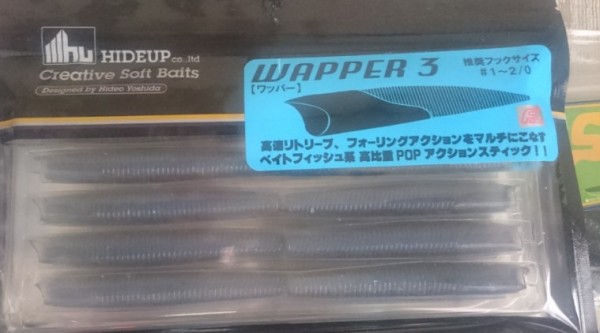 hu HIDEUP co.,ltd
Creative Soft Baits
Designed by Hideo Yoshida
WAPPER 3
【ワッパー】
推奨フックサイズ
#1～2/0
高速リトリーブ、フォーリングアクションをマルチにこなす
ベイトフィッシュ系 高比重 POP アクションスティック!!